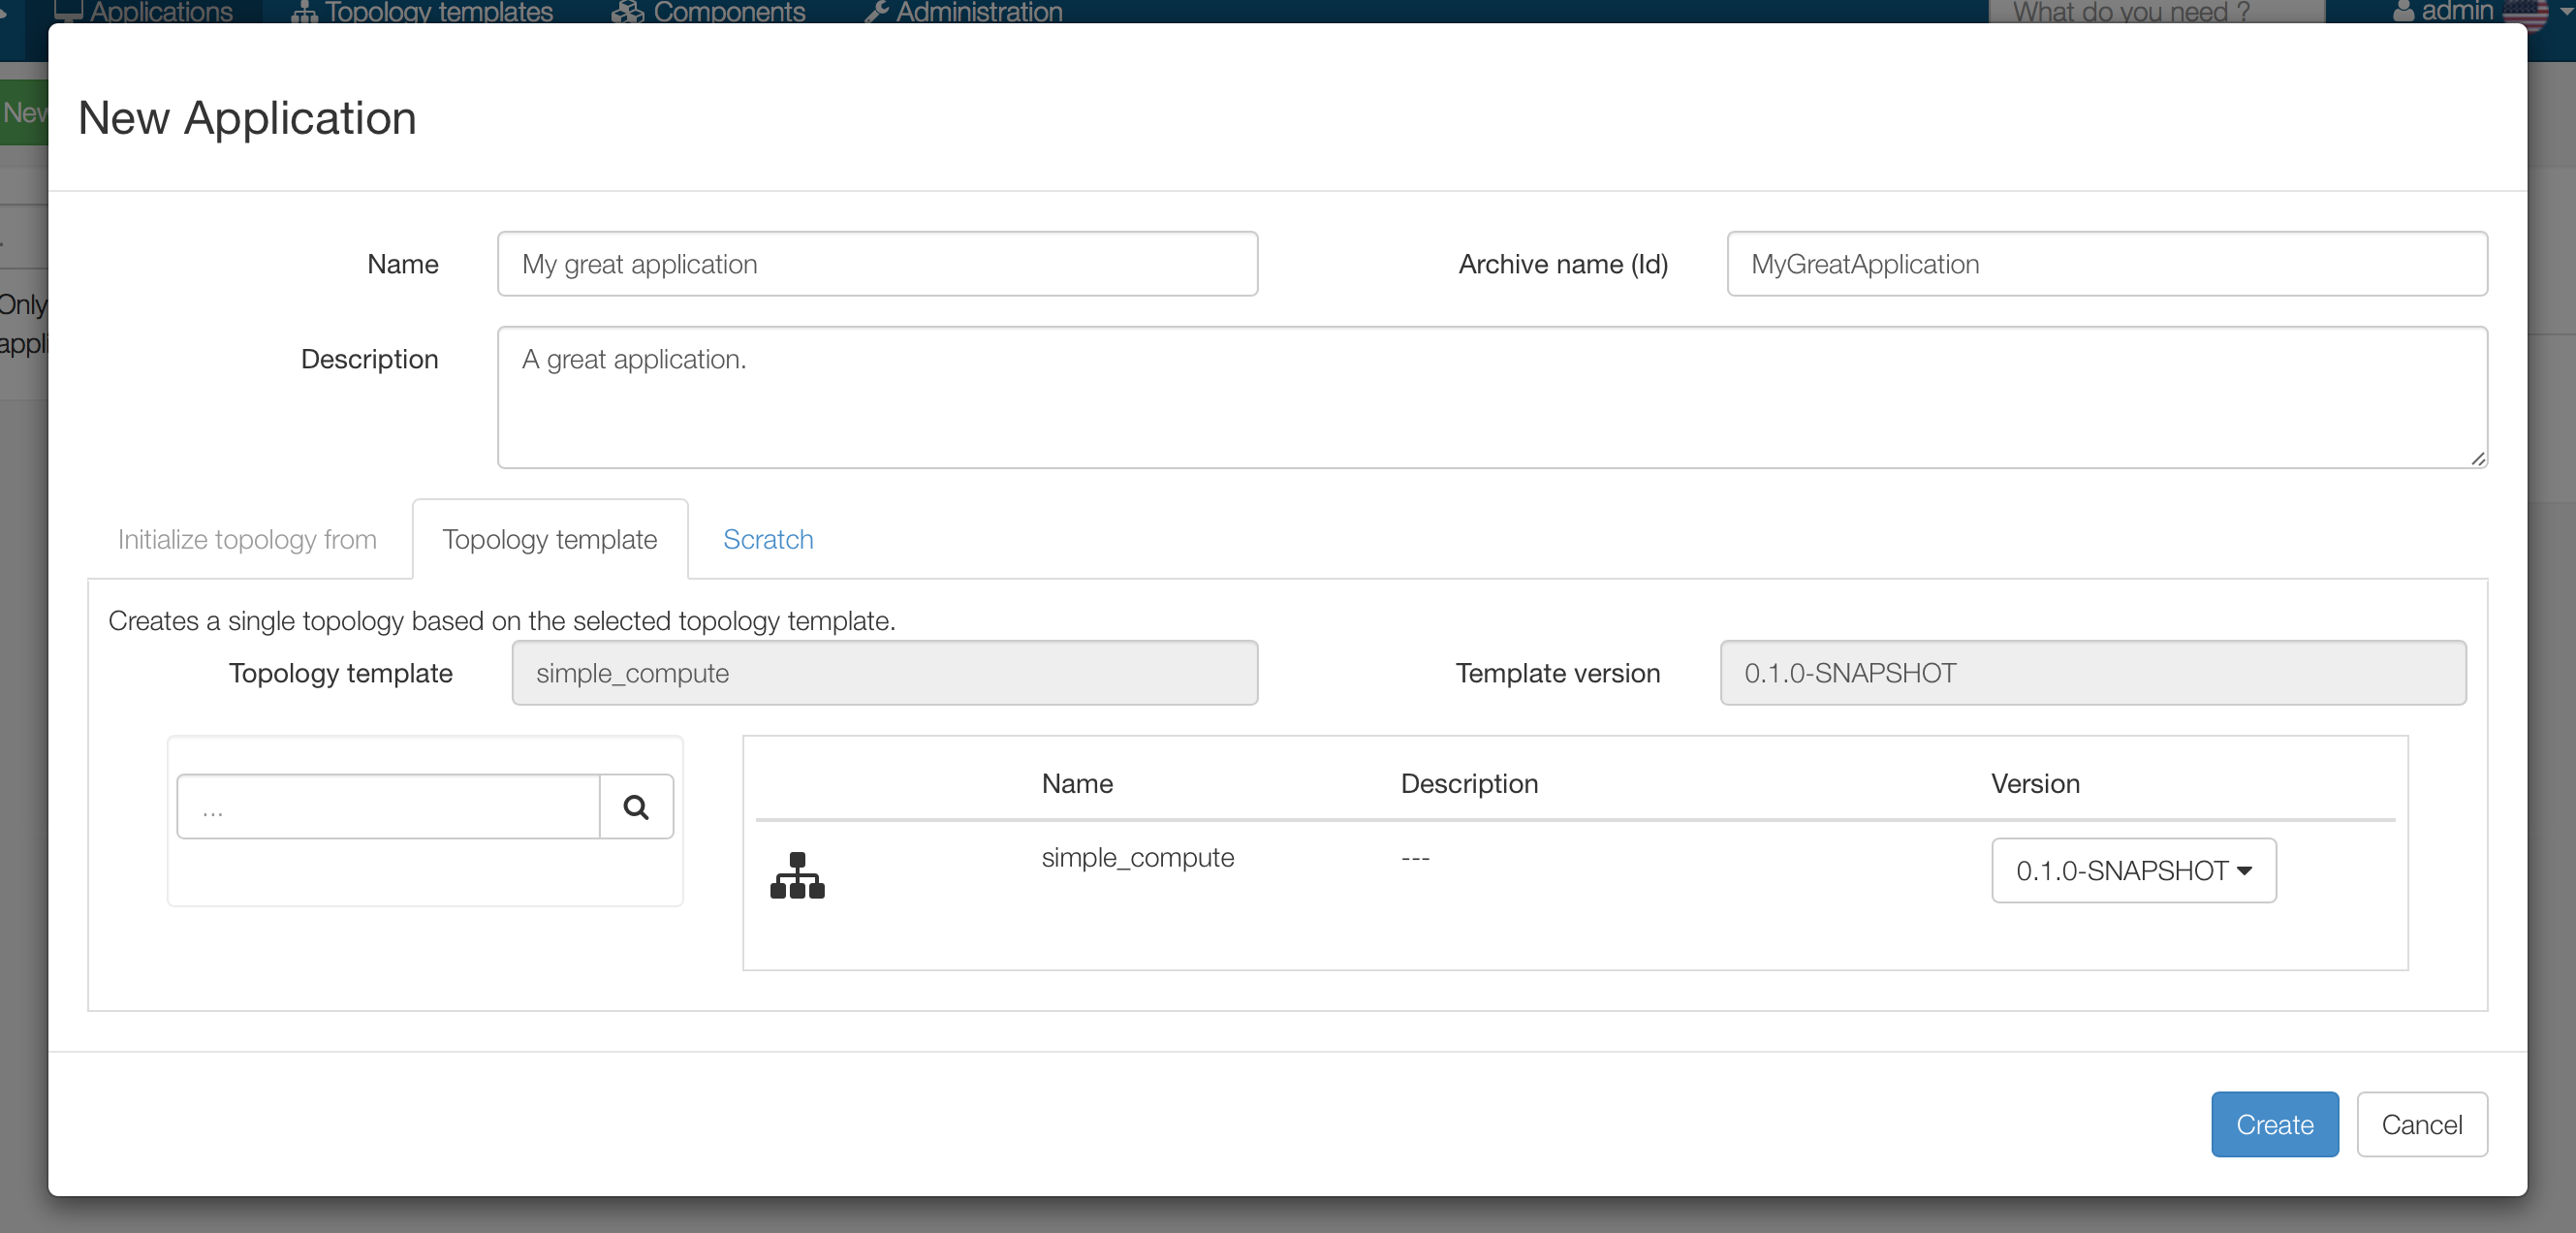 Applications Topology templates Components Administration What do you need ? admin
New
New Application
Name My great application Archive name (Id) MyGreatApplication
Only
Description A great application.
appli
Initialize topology from Topology template Scratch
Creates a single topology based on the selected topology template.
Topology template simple_compute Template version 0.1.0-SNAPSHOT
Name Description Version
...
simple_compute --- 0.1.0-SNAPSHOT
Create Cancel